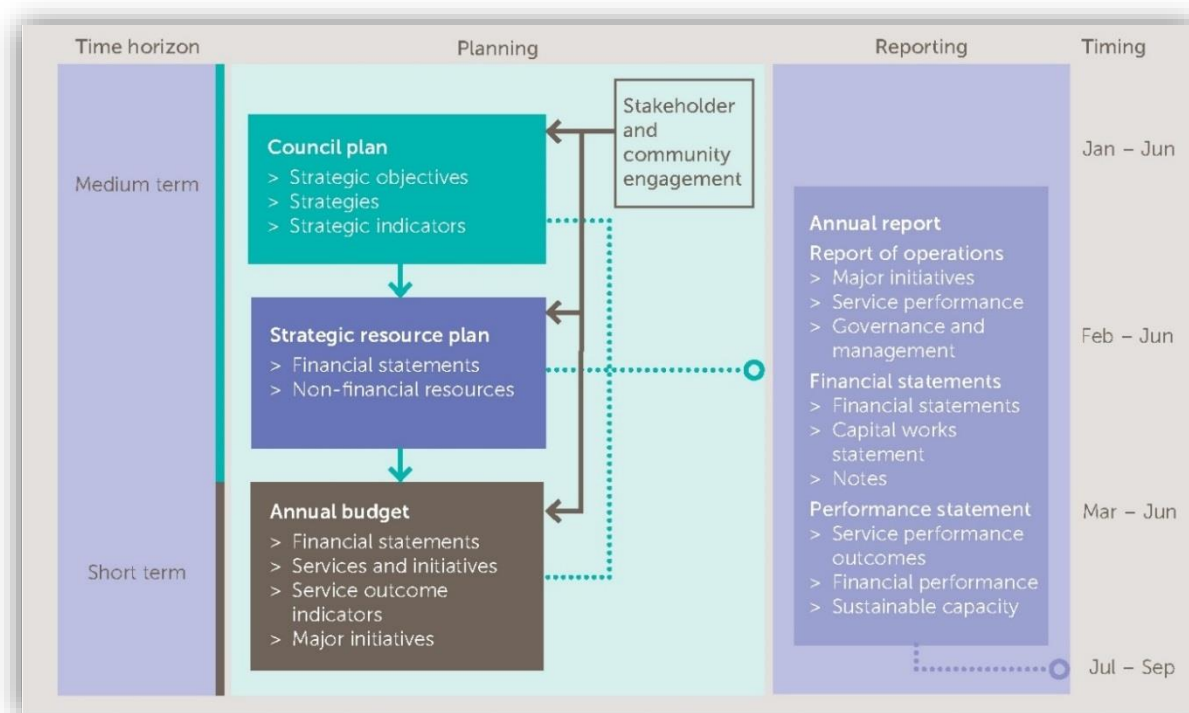 Time horizon
Planning
Reporting
Timing
Medium term
Short term
Council plan
> Strategic objectives
> Strategies
> Strategic indicators
Strategic resource plan
> Financial statements
> Non-financial resources
Annual budget
> Financial statements
> Services and initiatives
> Service outcome
indicators
> Major initiatives
Stakeholder
and
community
engagement
Annual report
Report of operations
> Major initiatives
> Service performance
> Governance and
management
Financial statements
> Financial statements
> Capital works
statement
> Notes
Performance statement
> Service performance
outcomes
> Financial performance
> Sustainable capacity
Jan – Jun
Feb – Jun
Mar – Jun
Jul – Sep